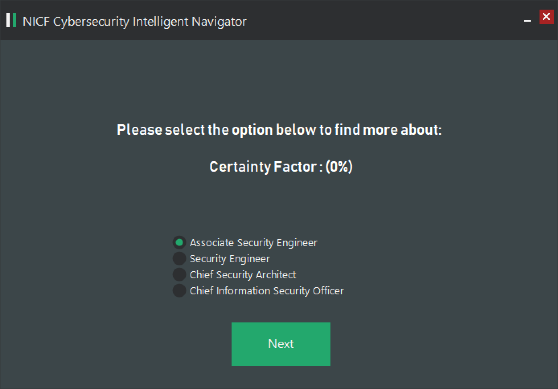 NICF Cybersecurity Intelligent Navigator
Please select the option below to find more about:
Certainty Factor : (0%)
Associate Security Engineer
Security Engineer
Chief Security Architect
Chief Information Security Officer
Next